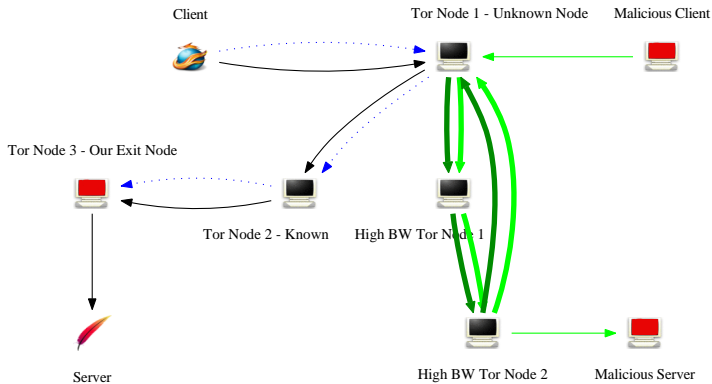 Client
Tor Node 1 - Unknown Node
Malicious Client
Tor Node 3 - Our Exit Node
Tor Node 2 - Known
High BW Tor Node 1
Server
High BW Tor Node 2
Malicious Server